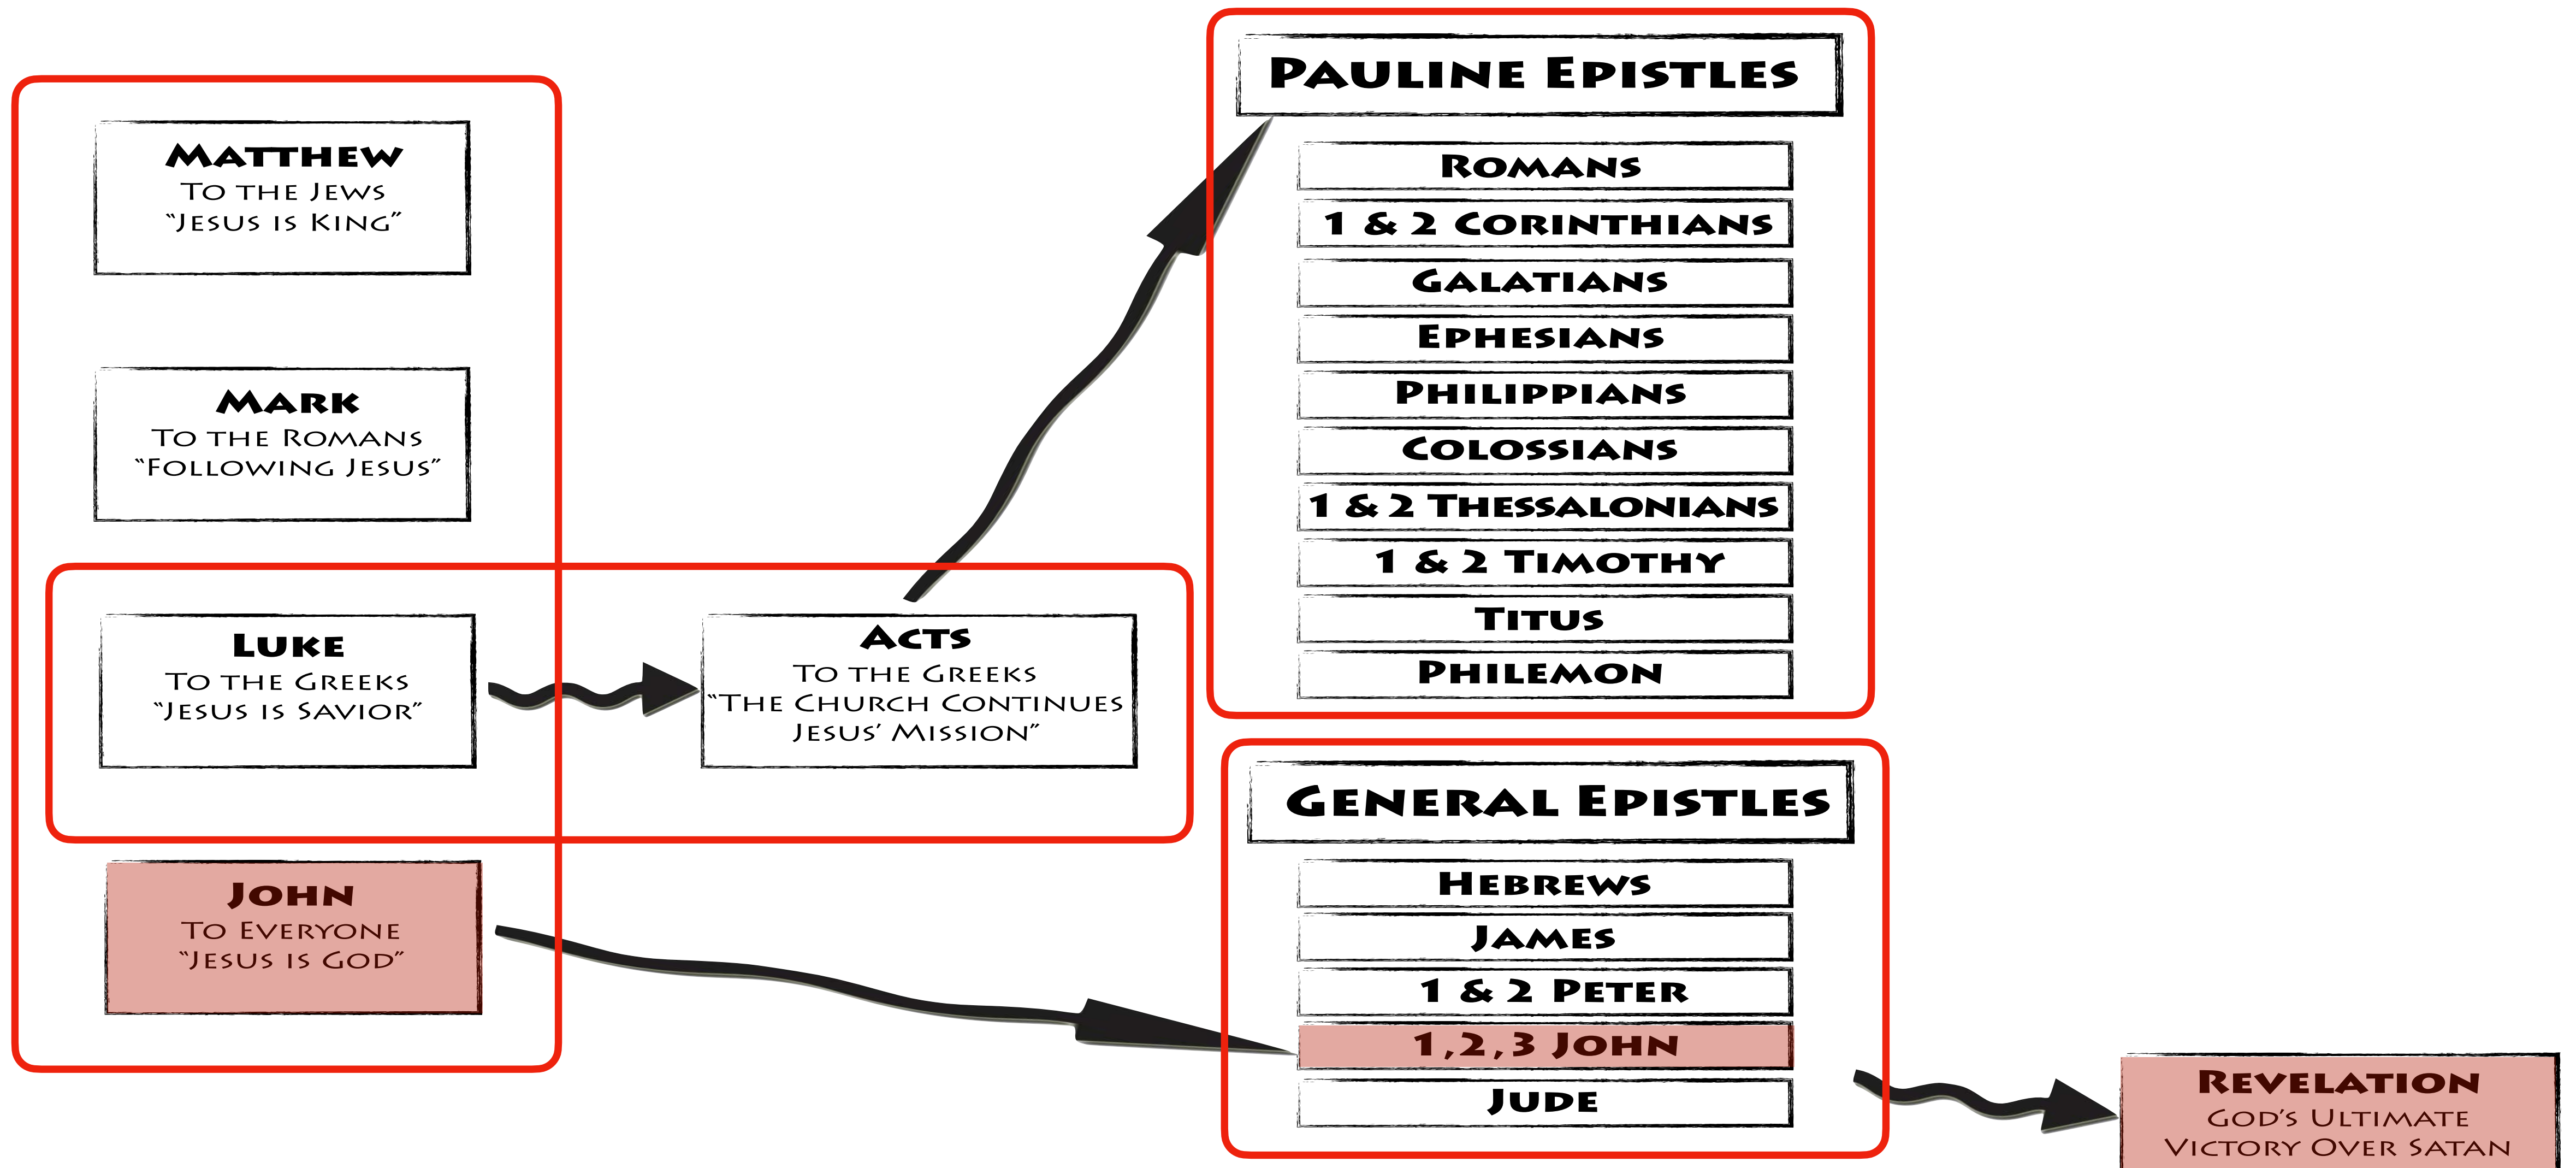 Matthew
To the Jews
“Jesus is King”
Mark
To the Romans
“Following Jesus”
Luke
To the Greeks
“Jesus is Savior”
John
To Everyone
“Jesus is God”
Acts
To the Greeks
“The Church Continues
Jesus’ Mission”
Pauline Epistles
Romans
1 & 2 Corinthians
Galatians
Ephesians
Philippians
Colossians
1 & 2 Thessalonians
1 & 2 Timothy
Titus
Philemon
General Epistles
Hebrews
James
1 & 2 Peter
1,2,3 John
Jude
Revelation
God’s Ultimate
Victory Over Satan